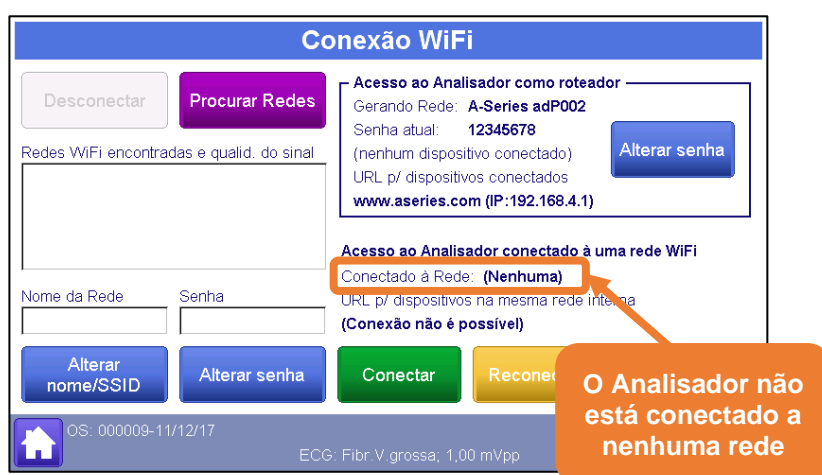 Conexão WiFi
Desconectar
Procurar Redes
Redes WiFi encontradas e qualid. do sinal
Nome da Rede
Senha
Acesso ao Analisador como roteador
Gerando Rede: A-Series adP002
Senha atual: 12345678
(nenhum dispositivo conectado)
URL p/ dispositivos conectados
www.aseries.com (IP:192.168.4.1)
Alterar senha
Acesso ao Analisador conectado à uma rede WiFi
Conectado à Rede: (Nenhuma)
URL p/ dispositivos na mesma rede interna
(Conexão não é possível)
Alterar
nome/SSID
Alterar senha
Conectar
Reconec
O Analisador não
está conectado a
nenhuma rede
OS: 000009-11/12/17
ECG: Fibr.V.grossa; 1,00 mVpp